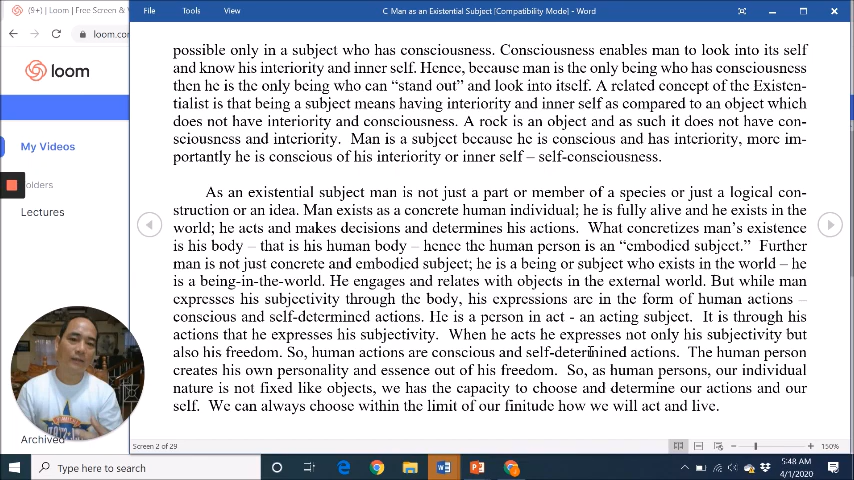 (9+) | Loom | Free Screen & V
File
Tools
View
C Man as an Existential Subject [Compatibility Mode] - Word
loom.com
loom
My Videos
olders
Lectures
Archived
possible only in a subject who has consciousness. Consciousness enables man to look into its self
and know his interiority and inner self. Hence, because man is the only being who has consciousness
then he is the only being who can “stand out” and look into itself. A related concept of the Existen-
tialist is that being a subject means having interiority and inner self as compared to an object which
does not have interiority and consciousness. A rock is an object and as such it does not have con-
sciousness and interiority. Man is a subject because he is conscious and has interiority, more im-
portantly he is conscious of his interiority or inner self – self-consciousness.
As an existential subject man is not just a part or member of a species or just a logical con-
struction or an idea. Man exists as a concrete human individual; he is fully alive and he exists in the
world; he acts and makes decisions and determines his actions. What concretizes man’s existence
is his body – that is his human body – hence the human person is an “embodied subject.” Further
man is not just concrete and embodied subject; he is a being or subject who exists in the world – he
is a being-in-the-world. He engages and relates with objects in the external world. But while man
expresses his subjectivity through the body, his expressions are in the form of human actions –
conscious and self-determined actions. He is a person in act - an acting subject. It is through his
actions that he expresses his subjectivity. When he acts he expresses not only his subjectivity but
also his freedom. So, human actions are conscious and self-determined actions. The human person
creates his own personality and essence out of his freedom. So, as human persons, our individual
nature is not fixed like objects, we has the capacity to choose and determine our actions and our
self. We can always choose within the limit of our finitude how we will act and live.
Screen 2 of 29
150%
Type here to search
5:48 AM
4/1/2020